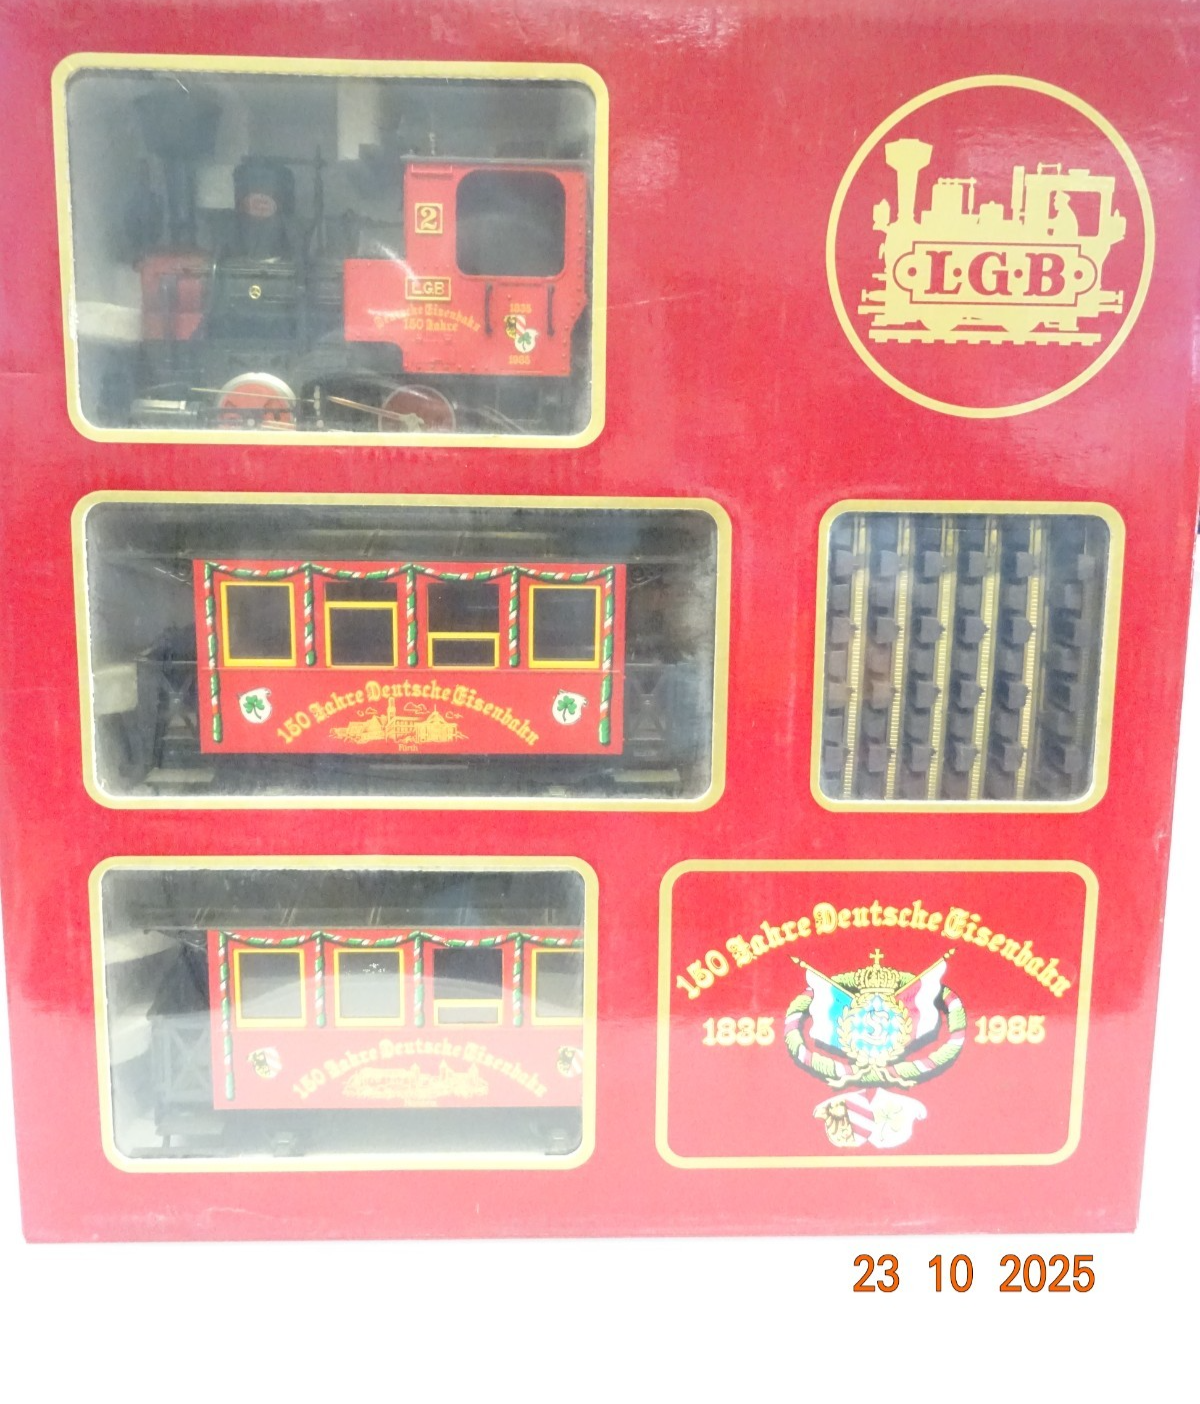 2
L.G.B
Deutsche Eisenbahn
150 Jahre
1835
1985
L·G·B
150 Jahre Deutsche Eisenbahn
Fürth
150 Jahre Deutsche Eisenbahn
150 Jahre Deutsche Eisenbahn
1835 1985
23 10 2025